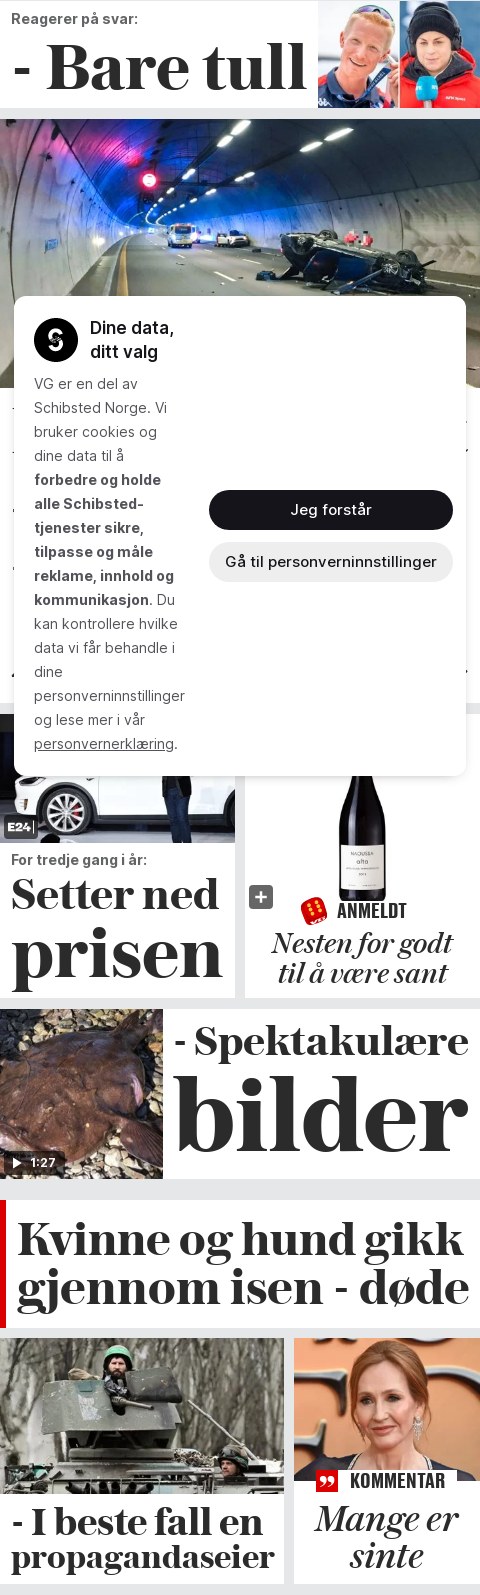 Reagerer på svar:
- Bare tull
Dine data,
ditt valg
VG er en del av
Schibsted Norge. Vi
bruker cookies og
dine data til å
forbedre og holde
alle Schibsted-
tjenester sikre,
tilpasse og måle
reklame, innhold og
kommunikasjon. Du
kan kontrollere hvilke
data vi får behandle i
dine
personverninnstillinger
og lese mer i vår
personvernerklæring.
Jeg forstår
Gå til personverninnstillinger
E24
For tredje gang i år:
Setter ned
prisen
alta
ANMELDT
Nesten for godt
til å være sant
1:27
- Spektakulære
bilder
Kvinne og hund gikk
gjennom isen - døde
- I beste fall en
propagandaseier
KOMMENTAR
Mange er
sinte